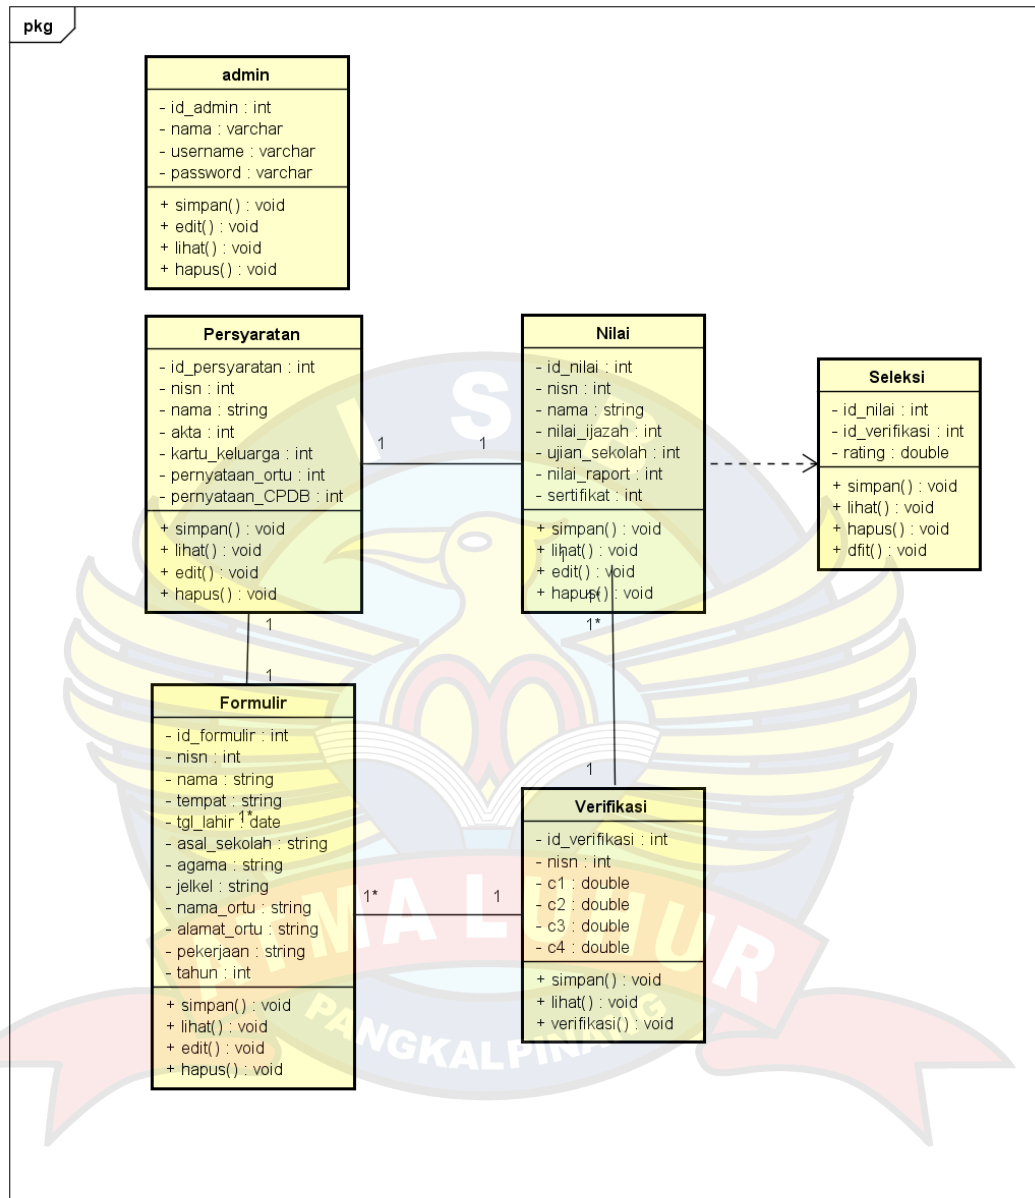 pkg
admin
- id_admin : int
- nama : varchar
- username : varchar
- password : varchar
+ simpan() : void
+ edit() : void
+ lihat() : void
+ hapus() : void
Persyaratan
- id_persyaratan : int
- nisn : int
- nama : string
- akta : int
- kartu_keluarga : int
- pernyataan_ortu : int
- pernyataan_CPDB : int
+ simpan() : void
+ lihat() : void
+ edit() : void
+ hapus() : void
1
1
Nilai
- id_nilai : int
- nisn : int
- nama : string
- nilai_ijazah : int
- ujian_sekolah : int
- nilai_raport : int
- sertifikat : int
+ simpan() : void
+ lihat() : void
+ edit() : void
+ hapus() : void
1*
1
Seleksi
- id_nilai : int
- id_verifikasi : int
- rating : double
+ simpan() : void
+ lihat() : void
+ hapus() : void
+ dfit() : void
1
1
Formulir
- id_formulir : int
- nisn : int
- nama : string
- tempat : string
- tgl_lahir : date
1*
- asal_sekolah : string
- agama : string
- jelkel : string
- nama_ortu : string
- alamat_ortu : string
- pekerjaan : string
- tahun : int
+ simpan() : void
+ lihat() : void
+ edit() : void
+ hapus() : void
1*
1
Verifikasi
- id_verifikasi : int
- nisn : int
- c1 : double
- c2 : double
- c3 : double
- c4 : double
+ simpan() : void
+ lihat() : void
+ verifikasi() : void
I S B
ATMA LUHUR
PANGKALPINANG